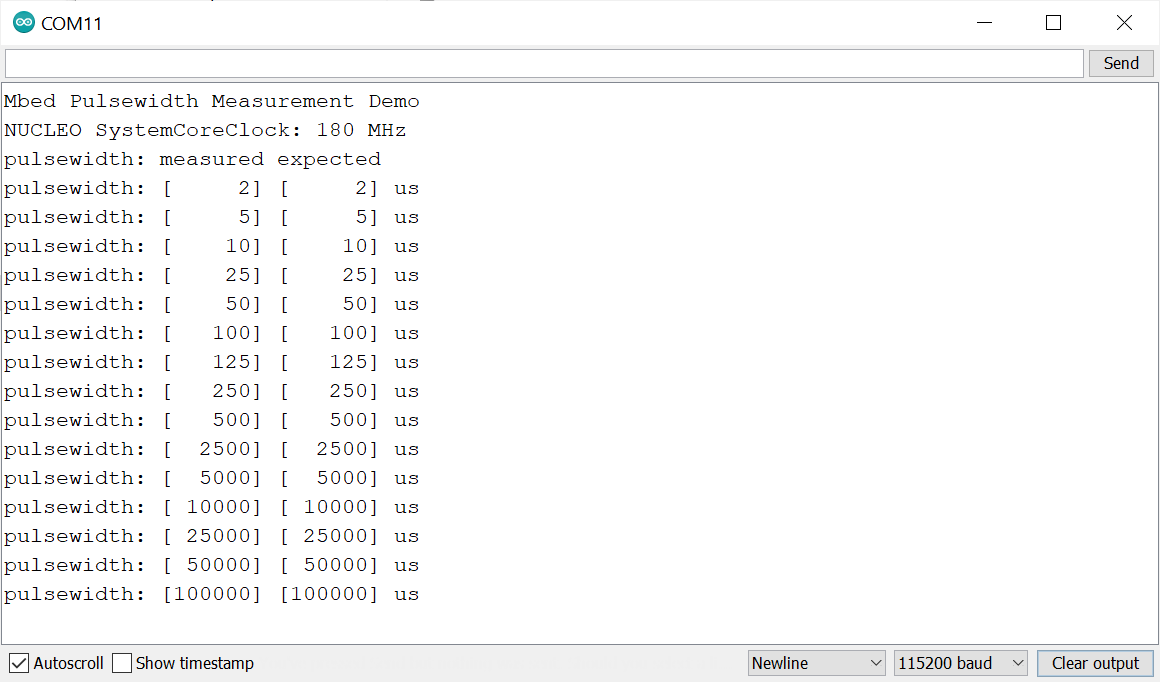 COM11
Send
Mbed Pulsewidth Measurement Demo
NUCLEO SystemCoreClock: 180 MHz
pulsewidth: measured expected
pulsewidth: [     2] [     2] us
pulsewidth: [     5] [     5] us
pulsewidth: [    10] [    10] us
pulsewidth: [    25] [    25] us
pulsewidth: [    50] [    50] us
pulsewidth: [   100] [   100] us
pulsewidth: [   125] [   125] us
pulsewidth: [   250] [   250] us
pulsewidth: [   500] [   500] us
pulsewidth: [  2500] [  2500] us
pulsewidth: [  5000] [  5000] us
pulsewidth: [ 10000] [ 10000] us
pulsewidth: [ 25000] [ 25000] us
pulsewidth: [ 50000] [ 50000] us
pulsewidth: [100000] [100000] us
Autoscroll Show timestamp Newline 115200 baud Clear output